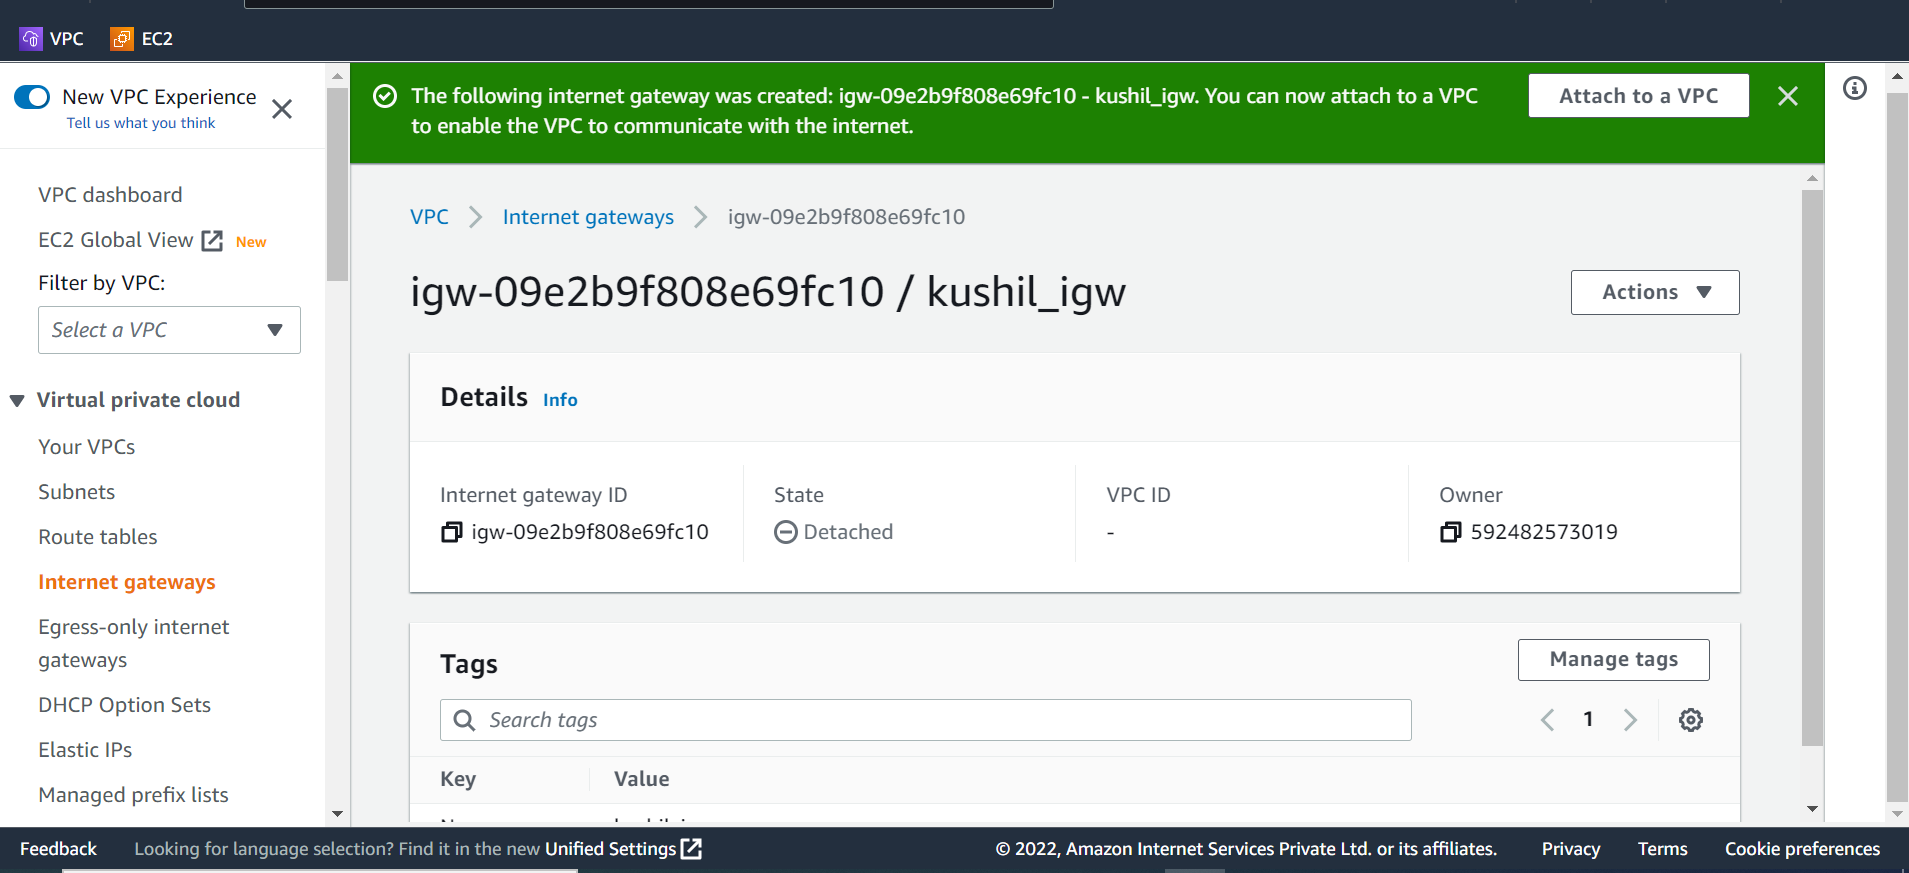 VPC EC2
New VPC Experience
Tell us what you think
VPC dashboard
EC2 Global View New
Filter by VPC:
Select a VPC
Virtual private cloud
Your VPCs
Subnets
Route tables
Internet gateways
Egress-only internet
gateways
DHCP Option Sets
Elastic IPs
Managed prefix lists
The following internet gateway was created: igw-09e2b9f808e69fc10 - kushil_igw. You can now attach to a VPC
to enable the VPC to communicate with the internet.
Attach to a VPC
VPC Internet gateways igw-09e2b9f808e69fc10
igw-09e2b9f808e69fc10 / kushil_igw
Actions
Details Info
Internet gateway ID
igw-09e2b9f808e69fc10
State
Detached
VPC ID
-
Owner
592482573019
Tags
Manage tags
Search tags
1
Key Value
Feedback Looking for language selection? Find it in the new Unified Settings © 2022, Amazon Internet Services Private Ltd. or its affiliates. Privacy Terms Cookie preferences